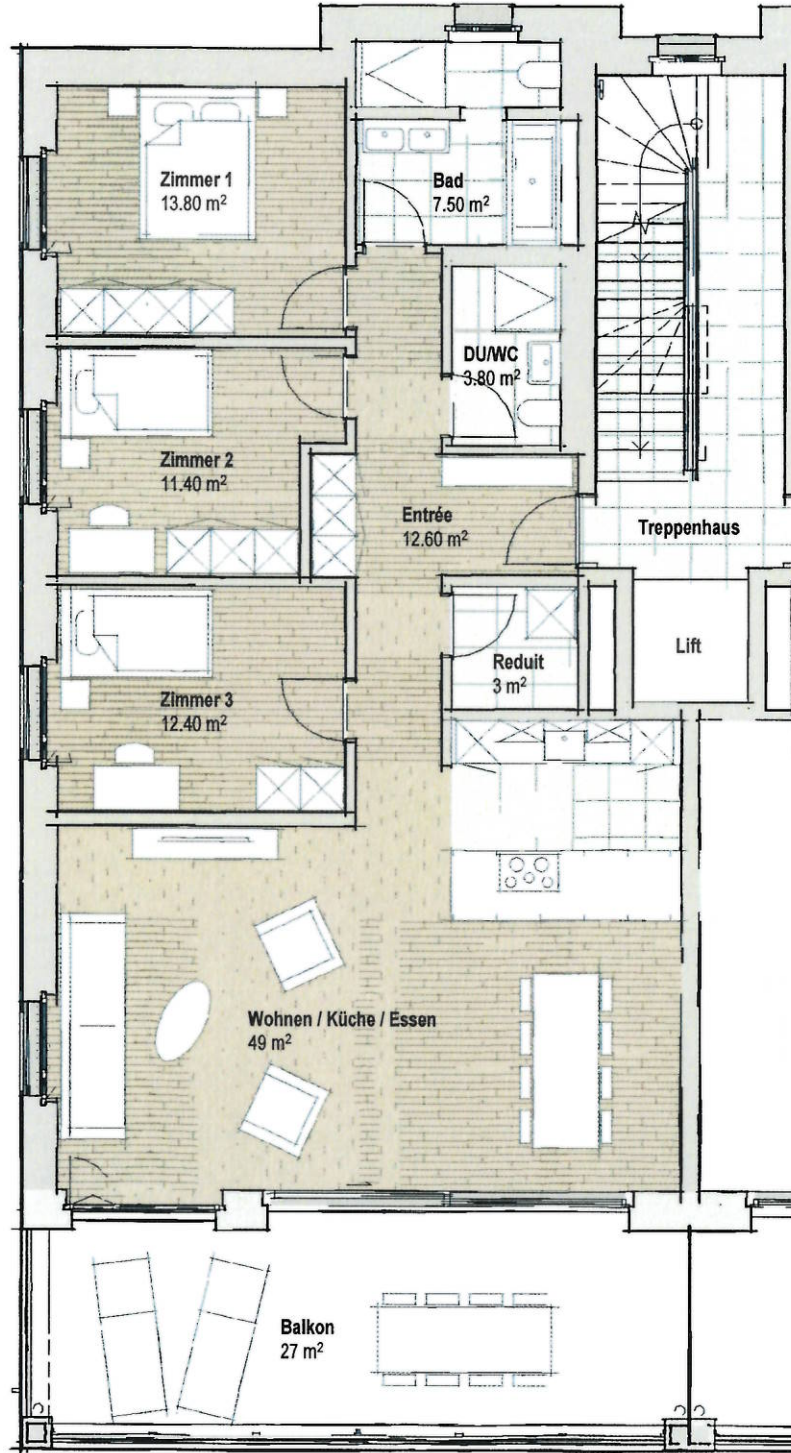 Zimmer 1
13.80 m²
Bad
7.50 m²
DU/WC
3.80 m²
Zimmer 2
11.40 m²
Entrée
12.60 m²
Treppenhaus
Reduit
3 m²
Lift
Zimmer 3
12.40 m²
Wohnen / Küche / Essen
49 m²
Balkon
27 m²